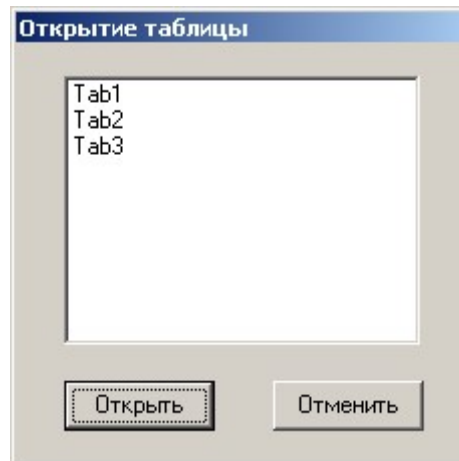 Открытие таблицы
Tab1
Tab2
Tab3
Открыть
Отменить